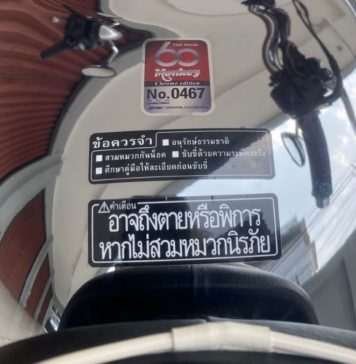 THAI Honda
60
Monkey
Chrome edition
No.0467
ข้อควรจำ ■ อนุรักษ์ธรรมชาติ
■ สวมหมวกกันน็อค ■ ขับขี่ด้วยความระมัดระวัง
■ ศึกษาคู่มือให้ละเอียดก่อนขับขี่
⚠ คำเตือน
อาจถึงตายหรือพิการ
หากไม่สวมหมวกนิรภัย